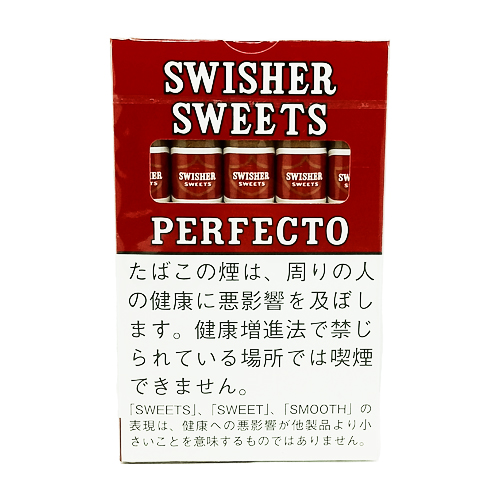 SWISHER
SWEETS
ER TS
SWISHER SWEETS
SWISHER SWEETS
SWISHER SWEETS
SW
PERFECTO
たばこの煙は、周りの人
の健康に悪影響を及ぼし
ます。健康増進法で禁じ
られている場所では喫煙
できません。
「SWEETS」、「SWEET」、「SMOOTH」の
表現は、健康への悪影響が他製品より小
さいことを意味するものではありません。